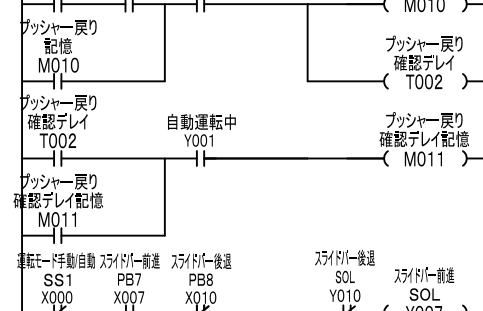 M010
プッシャー戻り
記憶
M010
プッシャー戻り
確認デレイ
T002
プッシャー戻り
確認デレイ
T002
自動運転中
Y001
プッシャー戻り
確認デレイ記憶
M011
プッシャー戻り
確認デレイ記憶
M011
運転モード手動/自動 スライドバー前進 スライドバー後退
SS1 PB7 PB8
X000 X007 X010
スライドバー後退
SOL
Y010
スライドバー前進
SOL
Y007